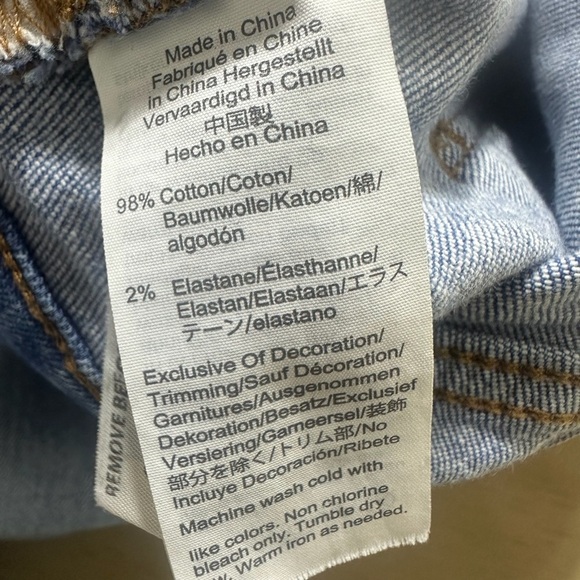 Made in China
Fabriqué en Chine
in China Hergestellt
Vervaardigd in China
中国製
Hecho en China
98% Cotton/Coton/
Baumwolle/Katoen/綿/
algodón
2% Elastane/Élasthanne/
Elastan/Elastaan/エラス
テーン/elastano
Exclusive Of Decoration/
Trimming/Sauf Décoration/
Garnitures/Ausgenommen
Dekoration/Besatz/Exclusief
Versiering/Gameersel/装飾
部分を除く/トリム部/No
Incluye Decoración/Ribete
Machine wash cold with
like colors. Non chlorine
bleach only. Tumble dry
Warm iron as needed.
REMOVE